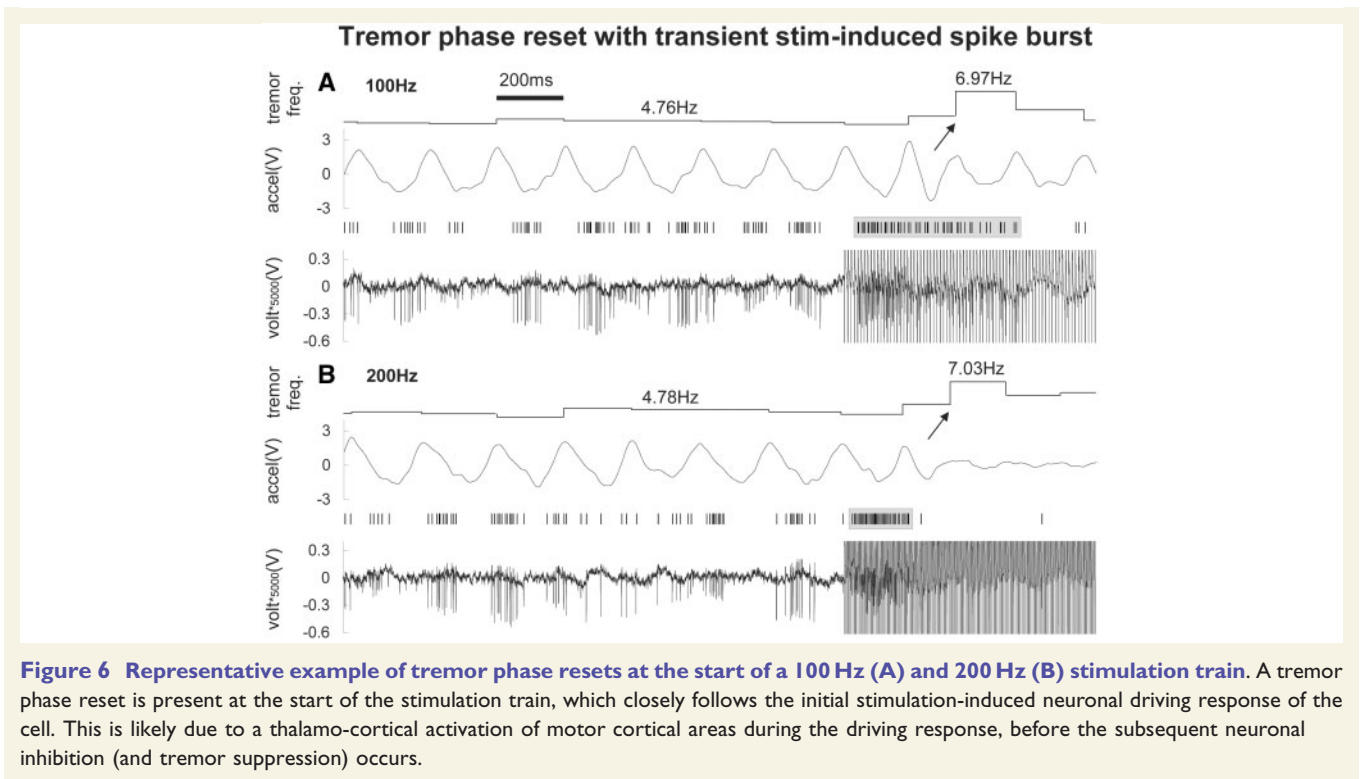 Tremor phase reset with transient stim-induced spike burst
A
100Hz
200ms
4.76Hz
6.97Hz
tremor
freq.
accel(V)
3
0
-3
volt*5000(V)
0.3
0
-0.3
-0.6
B
200Hz
4.78Hz
7.03Hz
tremor
freq.
accel(V)
3
0
-3
volt*5000(V)
0.3
0
-0.3
-0.6
Figure 6 Representative example of tremor phase resets at the start of a 100 Hz (A) and 200 Hz (B) stimulation train. A tremor
phase reset is present at the start of the stimulation train, which closely follows the initial stimulation-induced neuronal driving response of the
cell. This is likely due to a thalamo-cortical activation of motor cortical areas during the driving response, before the subsequent neuronal
inhibition (and tremor suppression) occurs.